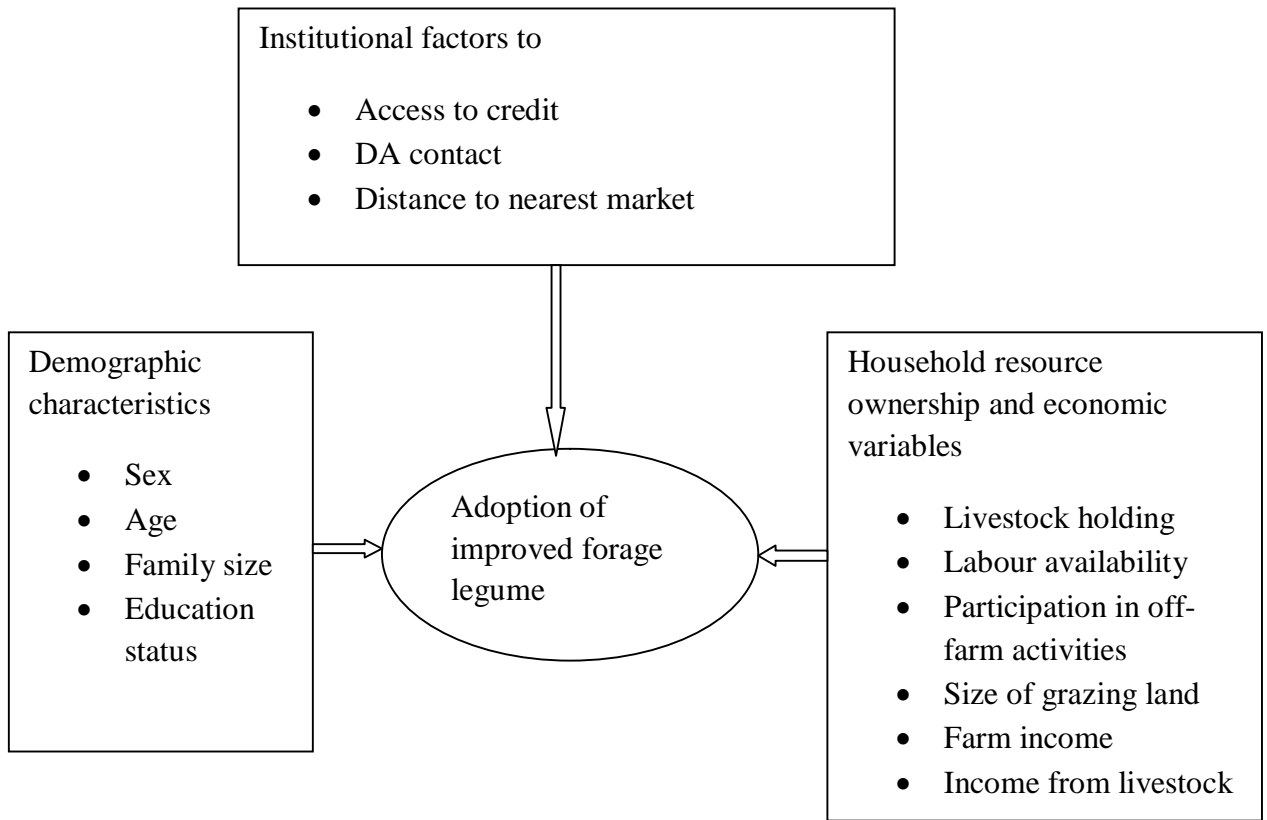 Institutional factors to
• Access to credit
• DA contact
• Distance to nearest market
Demographic
characteristics
• Sex
• Age
• Family size
• Education
status
Adoption of
improved forage
legume
Household resource
ownership and economic
variables
• Livestock holding
• Labour availability
• Participation in off-
farm activities
• Size of grazing land
• Farm income
• Income from livestock